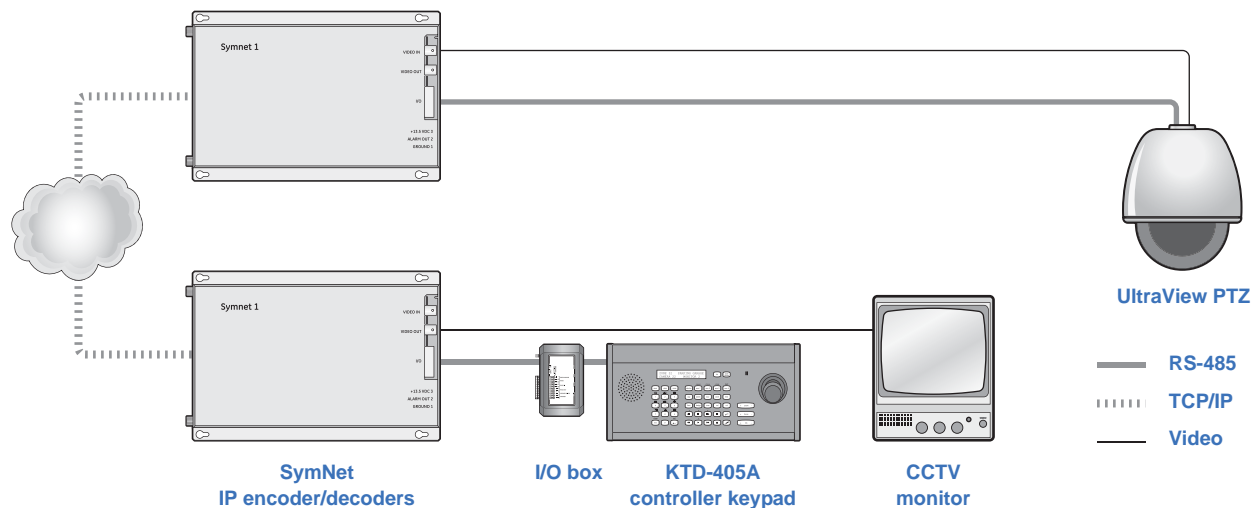 Symnet 1
VIDEO IN
VIDEO OUT
I/O
+13.5 VDC 3
ALARM OUT 2
GROUND 1
UltraView PTZ
Symnet 1
VIDEO IN
VIDEO OUT
I/O
+13.5 VDC 3
ALARM OUT 2
GROUND 1
RS-485
TCP/IP
Video
SymNet
IP encoder/decoders
I/O box
KTD-405A
controller keypad
CCTV
monitor